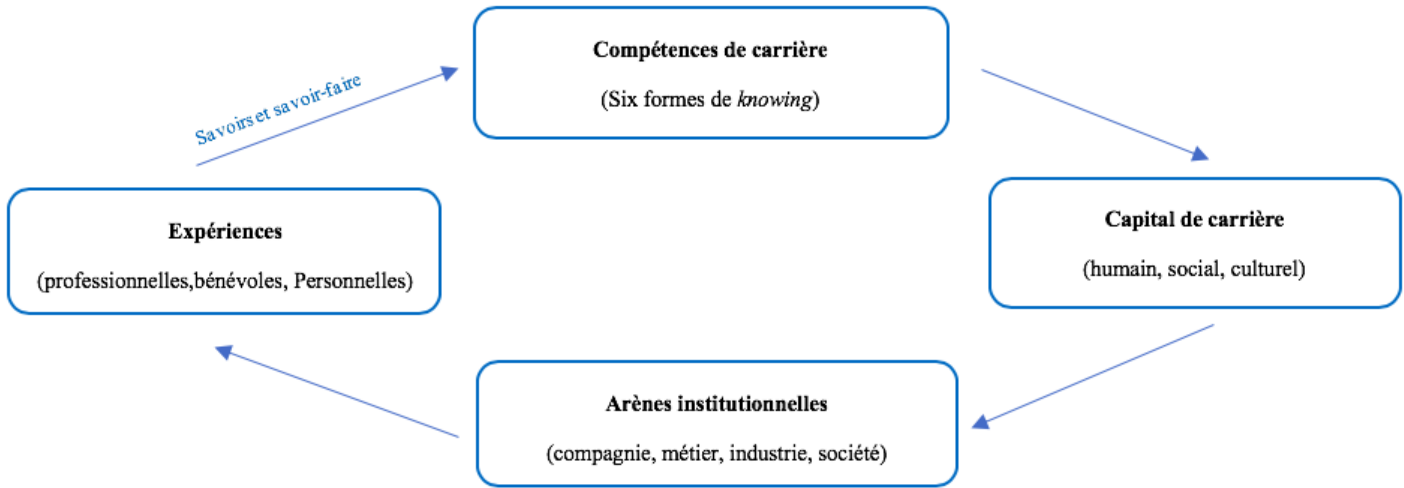 Compétences de carrière
(Six formes de knowing)
Savoirs et savoir-faire
Expériences
(professionnelles,bénévoles, Personnelles)
Capital de carrière
(humain, social, culturel)
Arènes institutionnelles
(compagnie, métier, industrie, société)